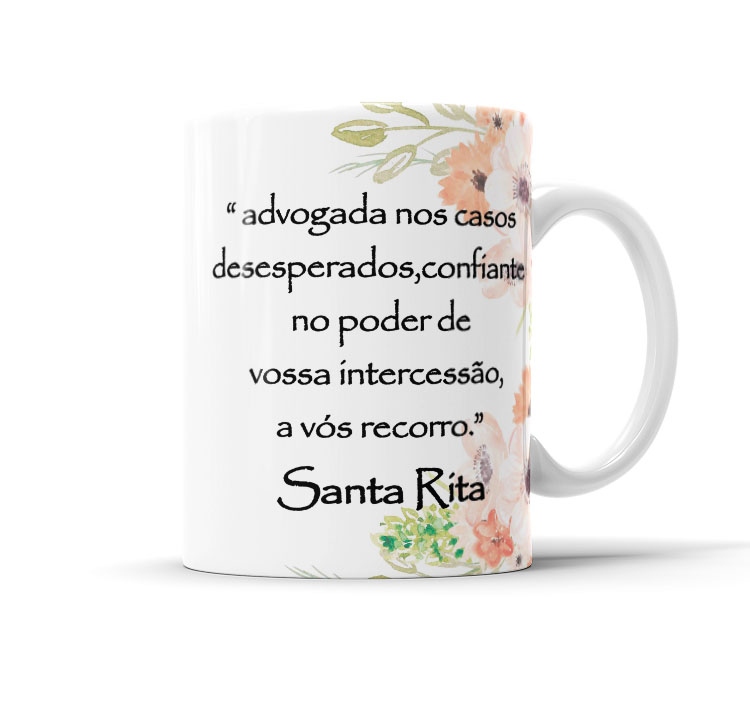 “ advogada nos casos
desesperados,confiante
no poder de
vossa intercessão,
a vós recorro.”
Santa Rita